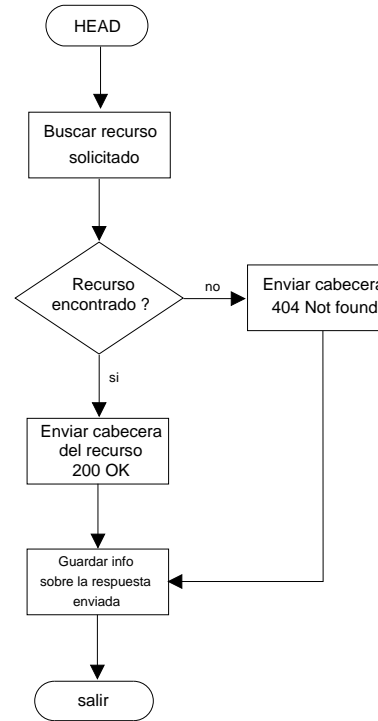 HEAD
Buscar recurso
solicitado
Recurso
encontrado ?
no
Enviar cabecera
404 Not found
si
Enviar cabecera
del recurso
200 OK
Guardar info
sobre la respuesta
enviada
salir